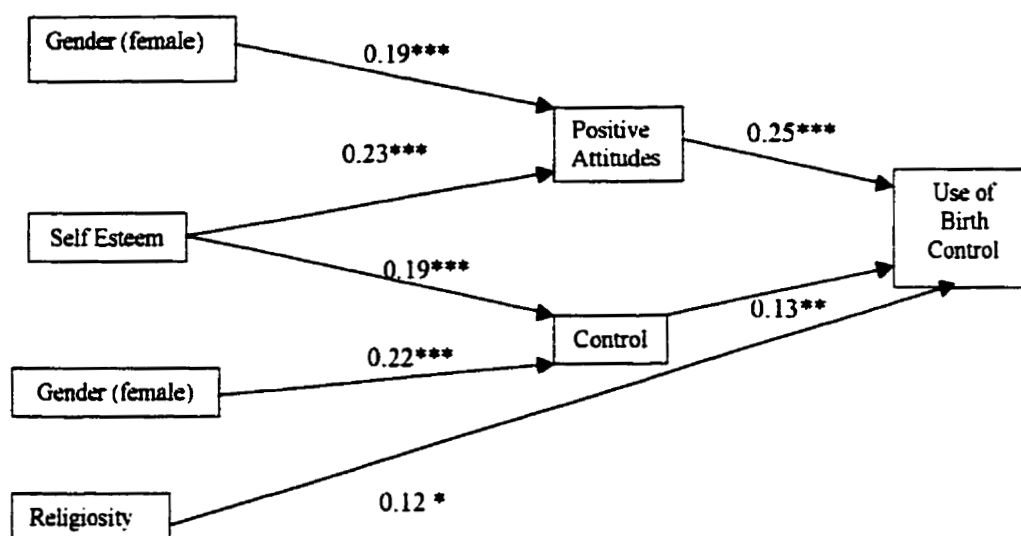 Gender (female)
0.19***
Positive
Attitudes
0.25***
0.23***
Use of
Birth
Control
Self Esteem
0.19***
0.13**
Control
0.22***
Gender (female)
0.12 *
Religiosity